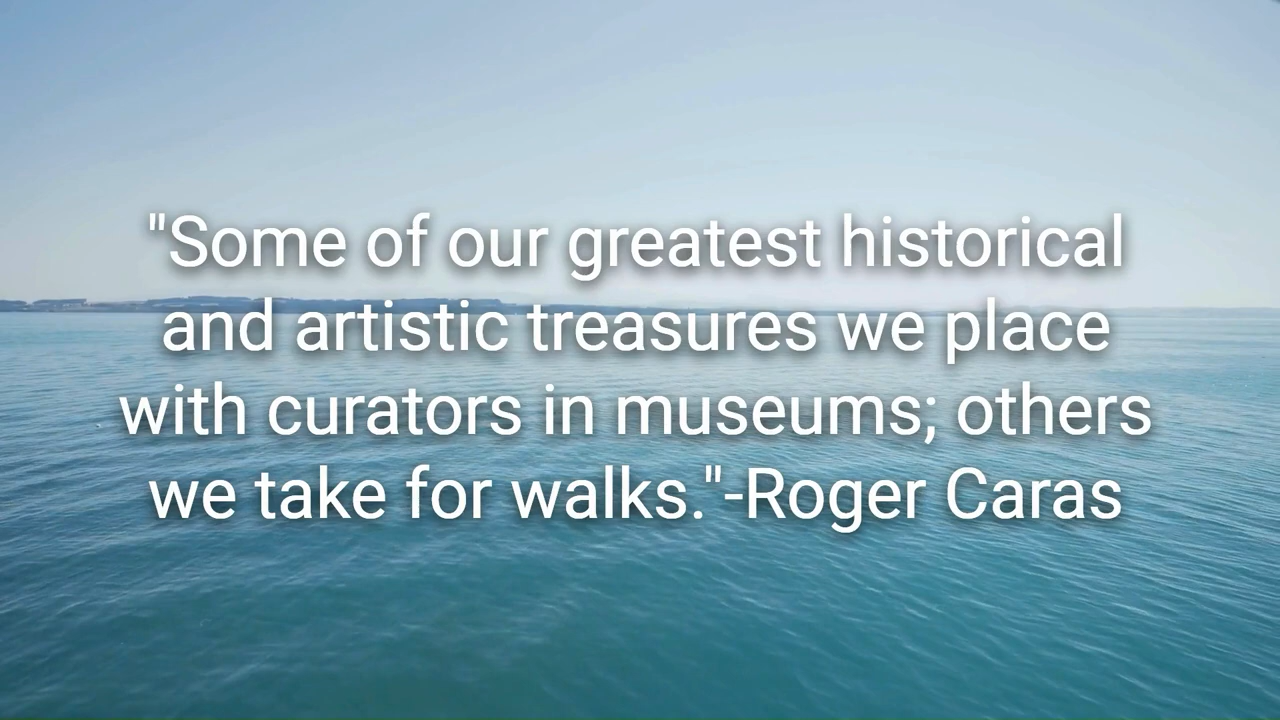 "Some of our greatest historical
and artistic treasures we place
with curators in museums; others
we take for walks."-Roger Caras